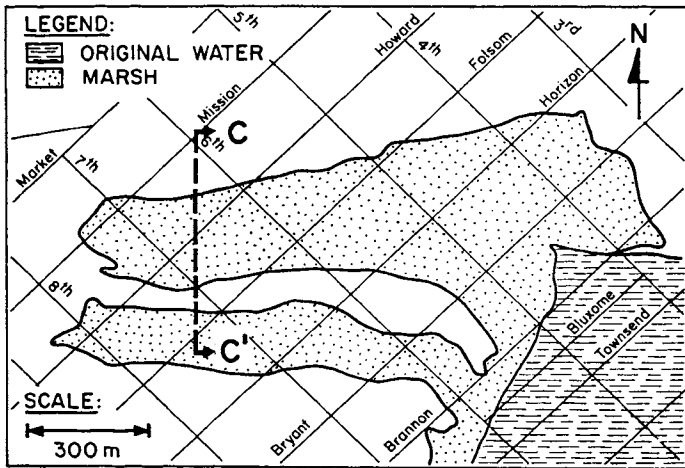 LEGEND:
ORIGINAL WATER
MARSH
5th
Howard
4th
Folsom
3rd
N
Mission
Horizon
C
6th
Market
7th
8th
C'
Bluxome
Townsend
SCALE:
300 m
Bryant
Brannon